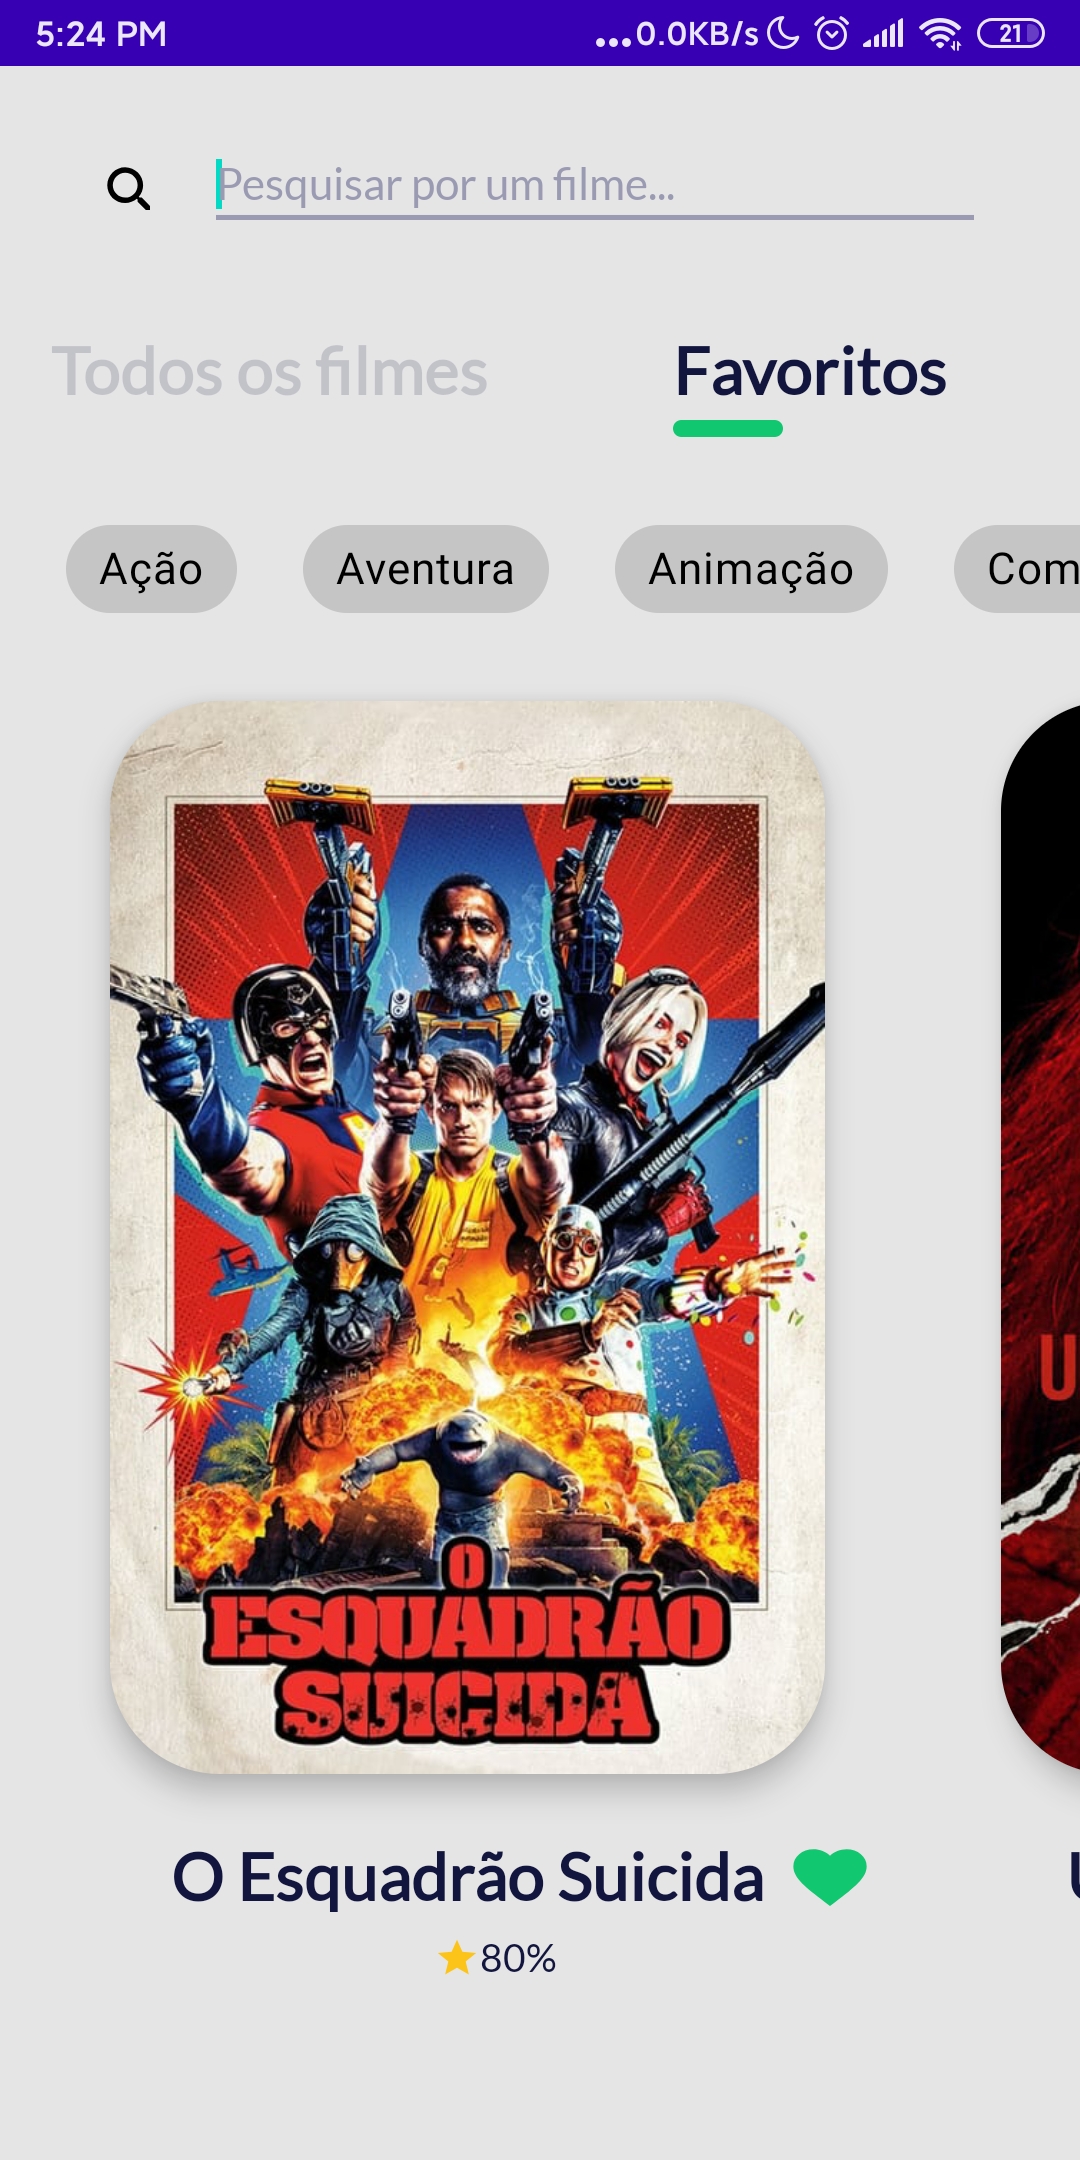 5:24 PM ...0.0KB/s 21
Pesquisar por um filme...
Todos os filmes Favoritos
Ação Aventura Animação Com
U
O
ESQUADRÃO
SUICIDA
O Esquadrão Suicida
80%